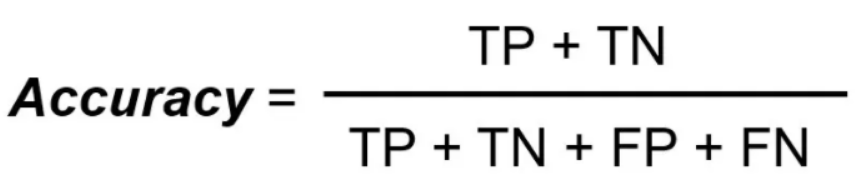 TP + TN
Accuracy =
TP + TN + FP + FN